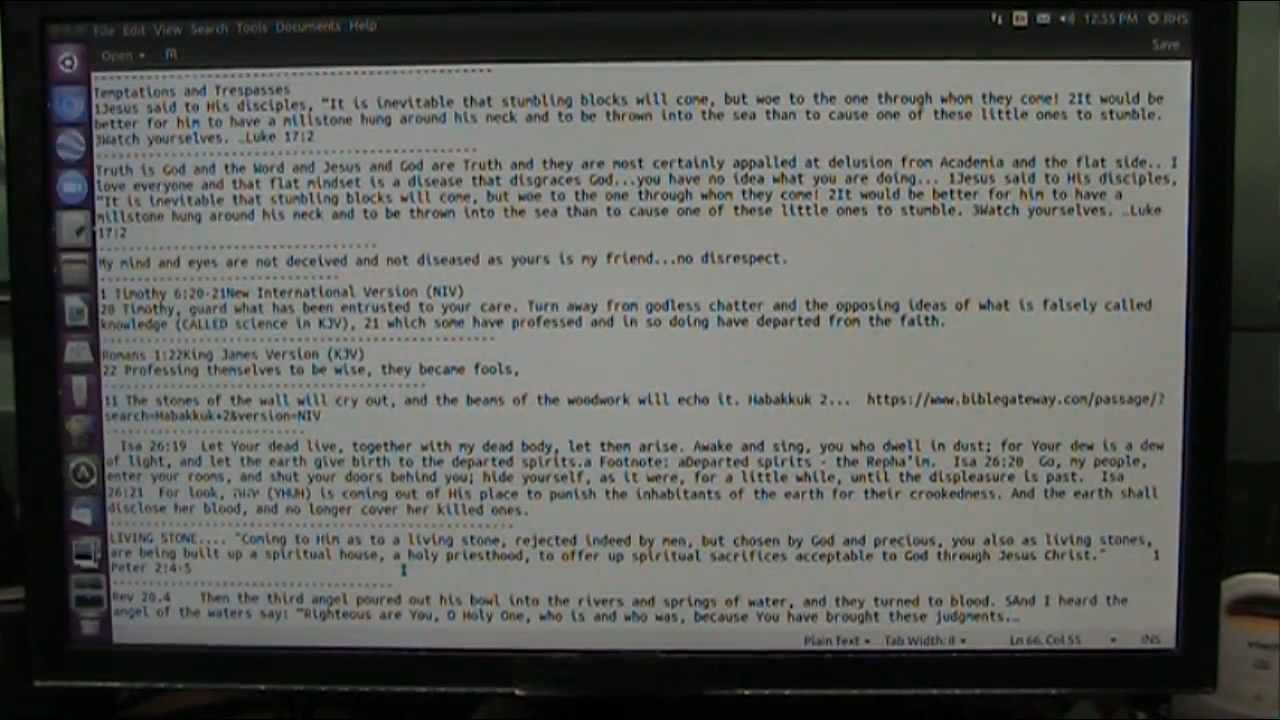 File Edit View Search Tools Documents Help
12:55 PM RHS
Open Save
Temptations and Trespasses
1Jesus said to His disciples, "It is inevitable that stumbling blocks will come, but woe to the one through whom they come! 2It would be
better for him to have a millstone hung around his neck and to be thrown into the sea than to cause one of these little ones to stumble.
3Watch yourselves. …Luke 17:2
Truth is God and the Word and Jesus and God are Truth and they are most certainly appalled at delusion from Academia and the flat side.. I
love everyone and that flat mindset is a disease that disgraces God...you have no idea what you are doing... 1Jesus said to His disciples,
"It is inevitable that stumbling blocks will come, but woe to the one through whom they come! 2It would be better for him to have a
millstone hung around his neck and to be thrown into the sea than to cause one of these little ones to stumble. 3Watch yourselves. …Luke
17:2
My mind and eyes are not deceived and not diseased as yours is my friend...no disrespect.
1 Timothy 6:20-21New International Version (NIV)
20 Timothy, guard what has been entrusted to your care. Turn away from godless chatter and the opposing ideas of what is falsely called
knowledge (CALLED science in KJV), 21 which some have professed and in so doing have departed from the faith.
Romans 1:22King James Version (KJV)
22 Professing themselves to be wise, they became fools,
11 The stones of the wall will cry out, and the beams of the woodwork will echo it. Habakkuk 2... https://www.biblegateway.com/passage/?
search=Habakkuk+2&version=NIV
Isa 26:19 Let Your dead live, together with my dead body, let them arise. Awake and sing, you who dwell in dust; for Your dew is a dew
of light, and let the earth give birth to the departed spirits.a Footnote: aDeparted spirits - the Repha'im. Isa 26:20 Go, my people,
enter your rooms, and shut your doors behind you; hide yourself, as it were, for a little while, until the displeasure is past. Isa
26:21 For look, יהוה (YHUH) is coming out of His place to punish the inhabitants of the earth for their crookedness. And the earth shall
disclose her blood, and no longer cover her killed ones.
LIVING STONE.... "Coming to Him as to a living stone, rejected indeed by men, but chosen by God and precious, you also as living stones,
are being built up a spiritual house, a holy priesthood, to offer up spiritual sacrifices acceptable to God through Jesus Christ." 1
Peter 2:4-5
Rev 20.4 Then the third angel poured out his bowl into the rivers and springs of water, and they turned to blood. 5And I heard the
angel of the waters say: "Righteous are You, O Holy One, who is and who was, because You have brought these judgments.…
Plain Text Tab Width: 8 Ln 66, Col 55 INS